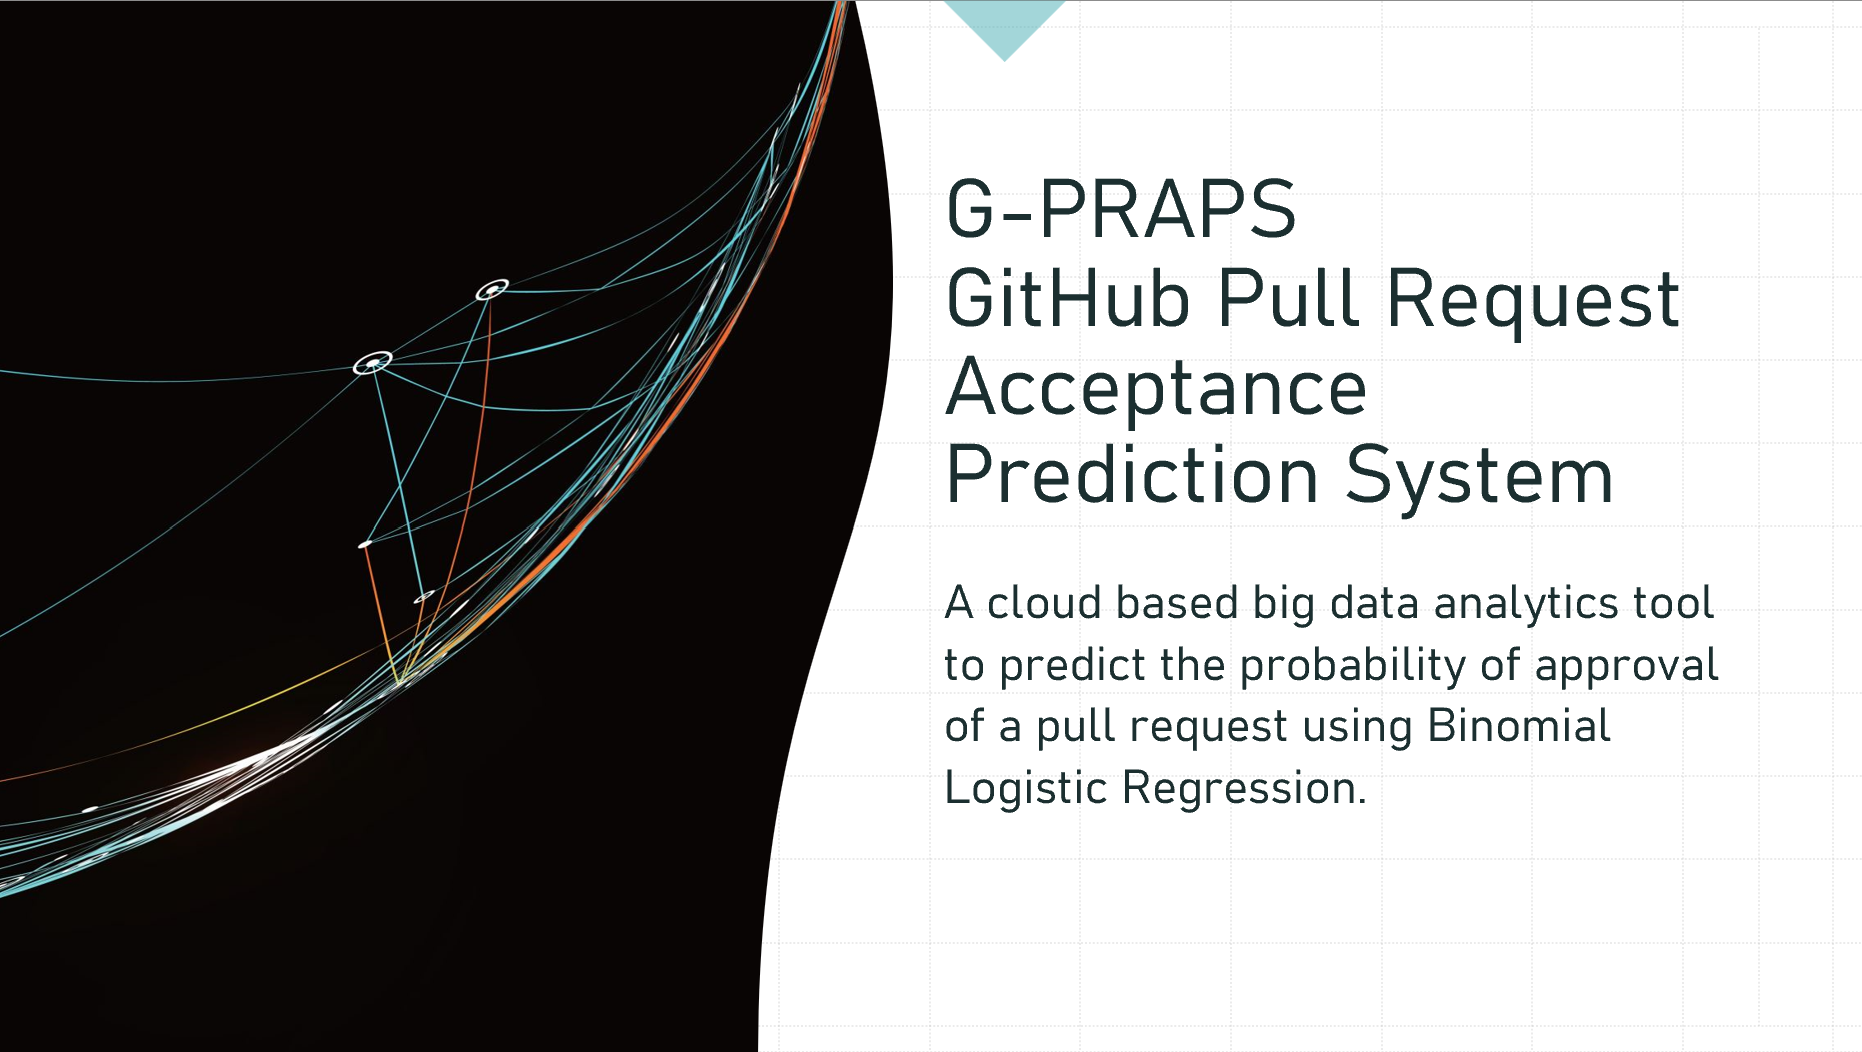 G-PRAPS
GitHub Pull Request
Acceptance
Prediction System
A cloud based big data analytics tool
to predict the probability of approval
of a pull request using Binomial
Logistic Regression.